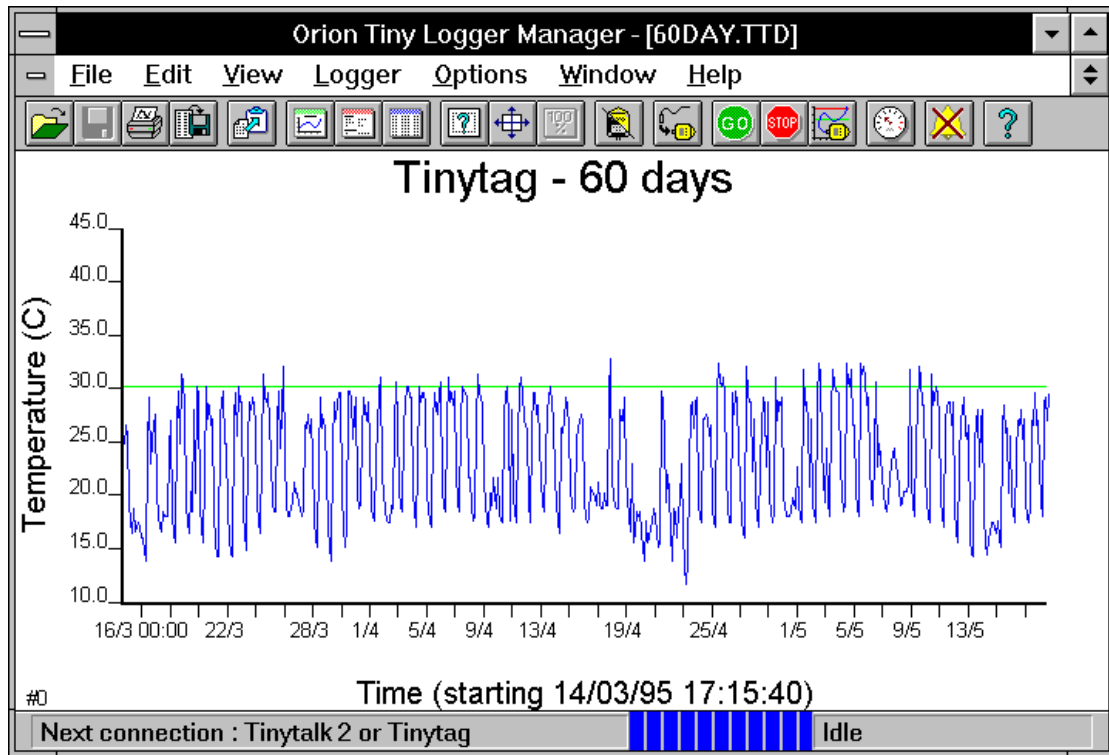 Orion Tiny Logger Manager - [60DAY.TTD]
File Edit View Logger Options Window Help
100 % GO STOP ?
Tinytag - 60 days
45.0
40.0
35.0
30.0
25.0
20.0
15.0
10.0
Temperature (C)
16/3 00:00 22/3 28/3 1/4 5/4 9/4 13/4 19/4 25/4 1/5 5/5 9/5 13/5
#0 Time (starting 14/03/95 17:15:40)
Next connection : Tinytalk 2 or Tinytag Idle